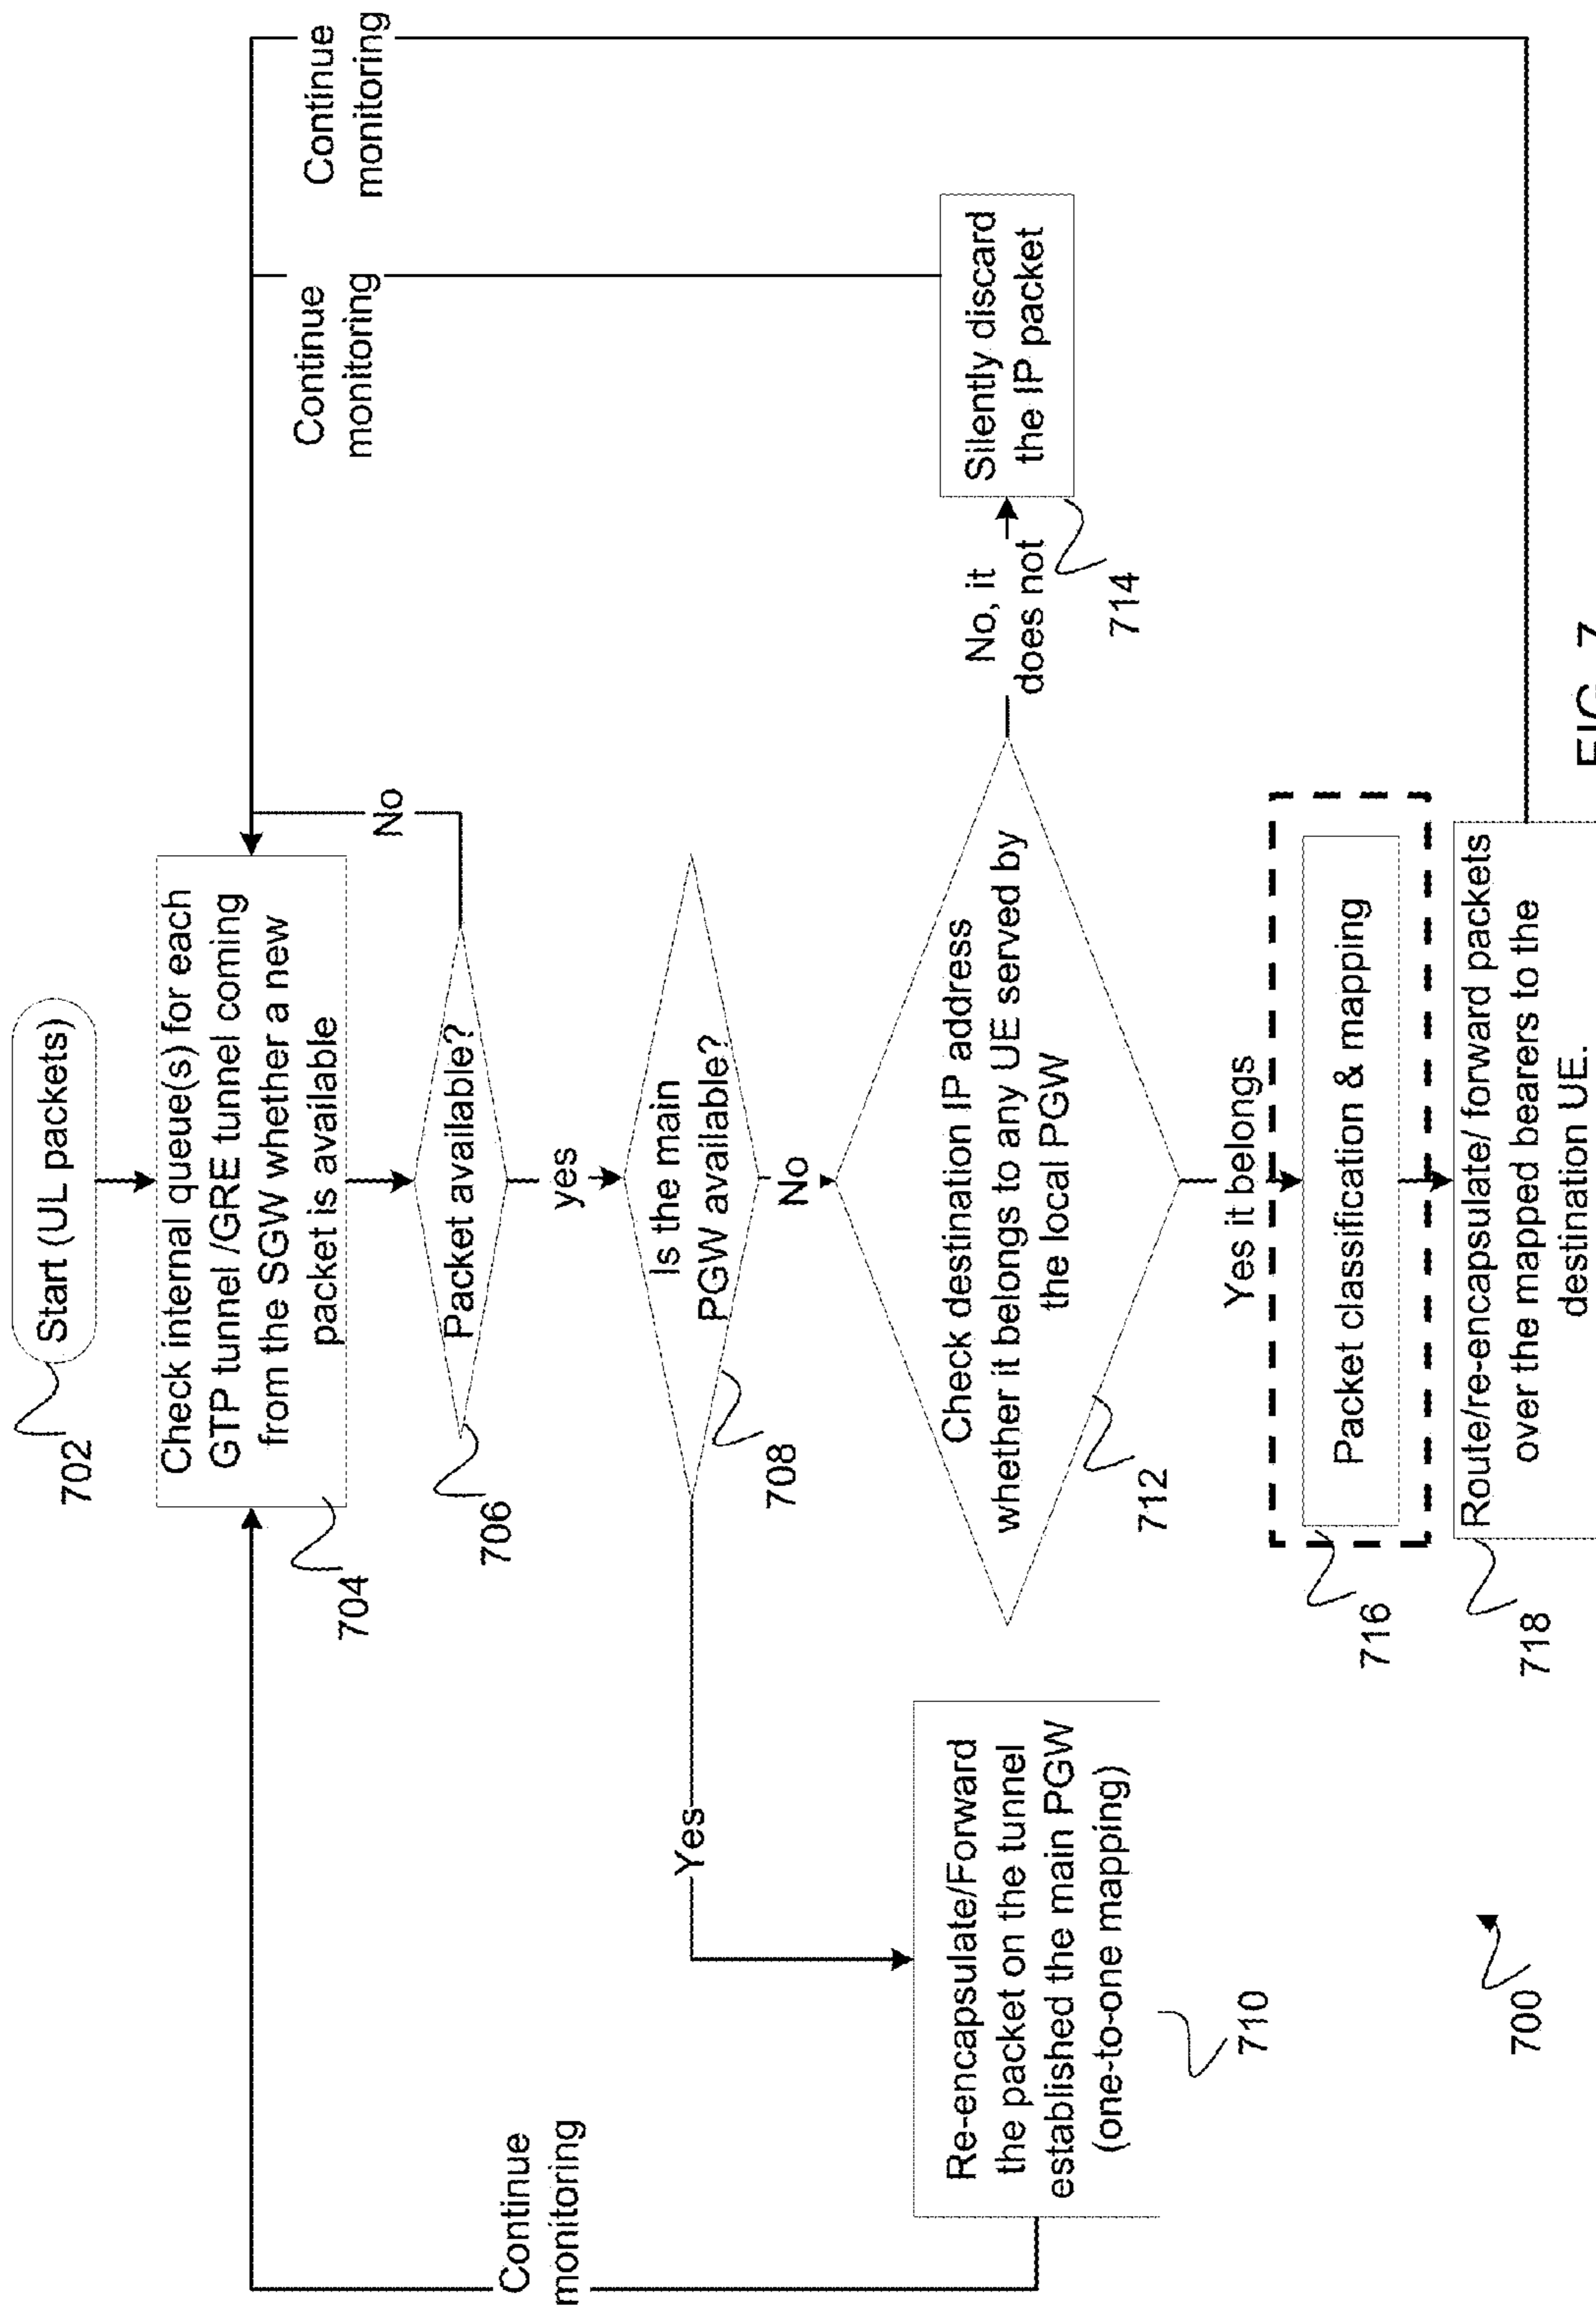 Start (UL packets)
702
Check internal queue(s) for each
GTP tunnel /GRE tunnel coming
from the SGW whether a new
packet is available
704
Continue
monitoring
Continue
monitoring
Continue
monitoring
Packet available?
706
No
yes
Is the main
PGW available?
708
Yes
No
Re-encapsulate/Forward
the packet on the tunnel
established the main PGW
(one-to-one mapping)
710
Check destination IP address
whether it belongs to any UE served by
the local PGW
712
No, it
does not
Silently discard
the IP packet
714
Yes it belongs
Packet classification & mapping
716
Route/re-encapsulate/ forward packets
over the mapped bearers to the
destination UE.
718
700
FIG. 7